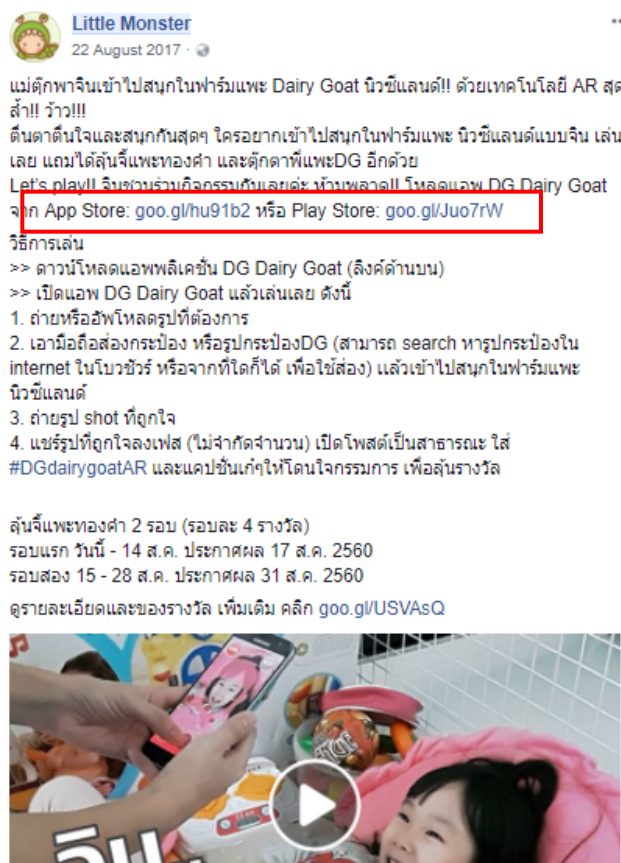 Little Monster
22 August 2017 ·
แม่ตุ๊กพาจินเข้าไปสนุกในฟาร์มแพะ Dairy Goat นิวซีแลนด์!! ด้วยเทคโนโลยี AR สุด
ล้ำ!! ว้าว!!!
ตื่นตาตื่นใจและสนุกกันสุดๆ ใครอยากเข้าไปสนุกในฟาร์มแพะ นิวซีแลนด์แบบจิน เล่น
เลย แถมได้ลุ้นจี้แพะทองคำ และตุ๊กตาพี่แพะDG อีกด้วย
Let's play!! จินชวนร่วมกิจกรรมกันเลยค่ะ ห้ามพลาด!! โหลดแอพ DG Dairy Goat
จาก App Store: goo.gl/hu91b2 หรือ Play Store: goo.gl/Juo7rW
วิธีการเล่น
>> ดาวน์โหลดแอพพลิเคชั่น DG Dairy Goat (ลิงค์ด้านบน)
>> เปิดแอพ DG Dairy Goat แล้วเล่นเลย ดังนี้
1. ถ่ายหรืออัพโหลดรูปที่ต้องการ
2. เอามือถือส่องกระป๋อง หรือรูปกระป๋องDG (สามารถ search หารูปกระป๋องใน
internet ในโบวชัวร์ หรือจากที่ใดก็ได้ เพื่อใช้ส่อง) แล้วเข้าไปสนุกในฟาร์มแพะ
นิวซีแลนด์
3. ถ่ายรูป shot ที่ถูกใจ
4. แชร์รูปที่ถูกใจลงเฟส (ไม่จำกัดจำนวน) เปิดโพสต์เป็นสาธารณะ ใส่
#DGdairygoatAR และแคปชั่นเก๋ๆให้โดนใจกรรมการ เพื่อลุ้นรางวัล
ลุ้นจี้แพะทองคำ 2 รอบ (รอบละ 4 รางวัล)
รอบแรก วันนี้ - 14 ส.ค. ประกาศผล 17 ส.ค. 2560
รอบสอง 15 - 28 ส.ค. ประกาศผล 31 ส.ค. 2560
ดูรายละเอียดและของรางวัล เพิ่มเติม คลิก goo.gl/USVAsQ